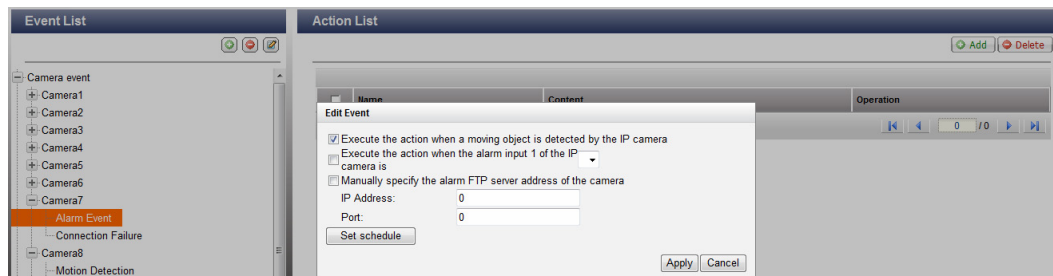 Event List
Action List
Add Delete
Camera event
Camera1
Camera2
Camera3
Camera4
Camera5
Camera6
Camera7
Alarm Event
Connection Failure
Camera8
Motion Detection
Name Content Operation
0 /0
Edit Event
Execute the action when a moving object is detected by the IP camera
Execute the action when the alarm input 1 of the IP
camera is
Manually specify the alarm FTP server address of the camera
IP Address: 0
Port: 0
Set schedule
Apply Cancel